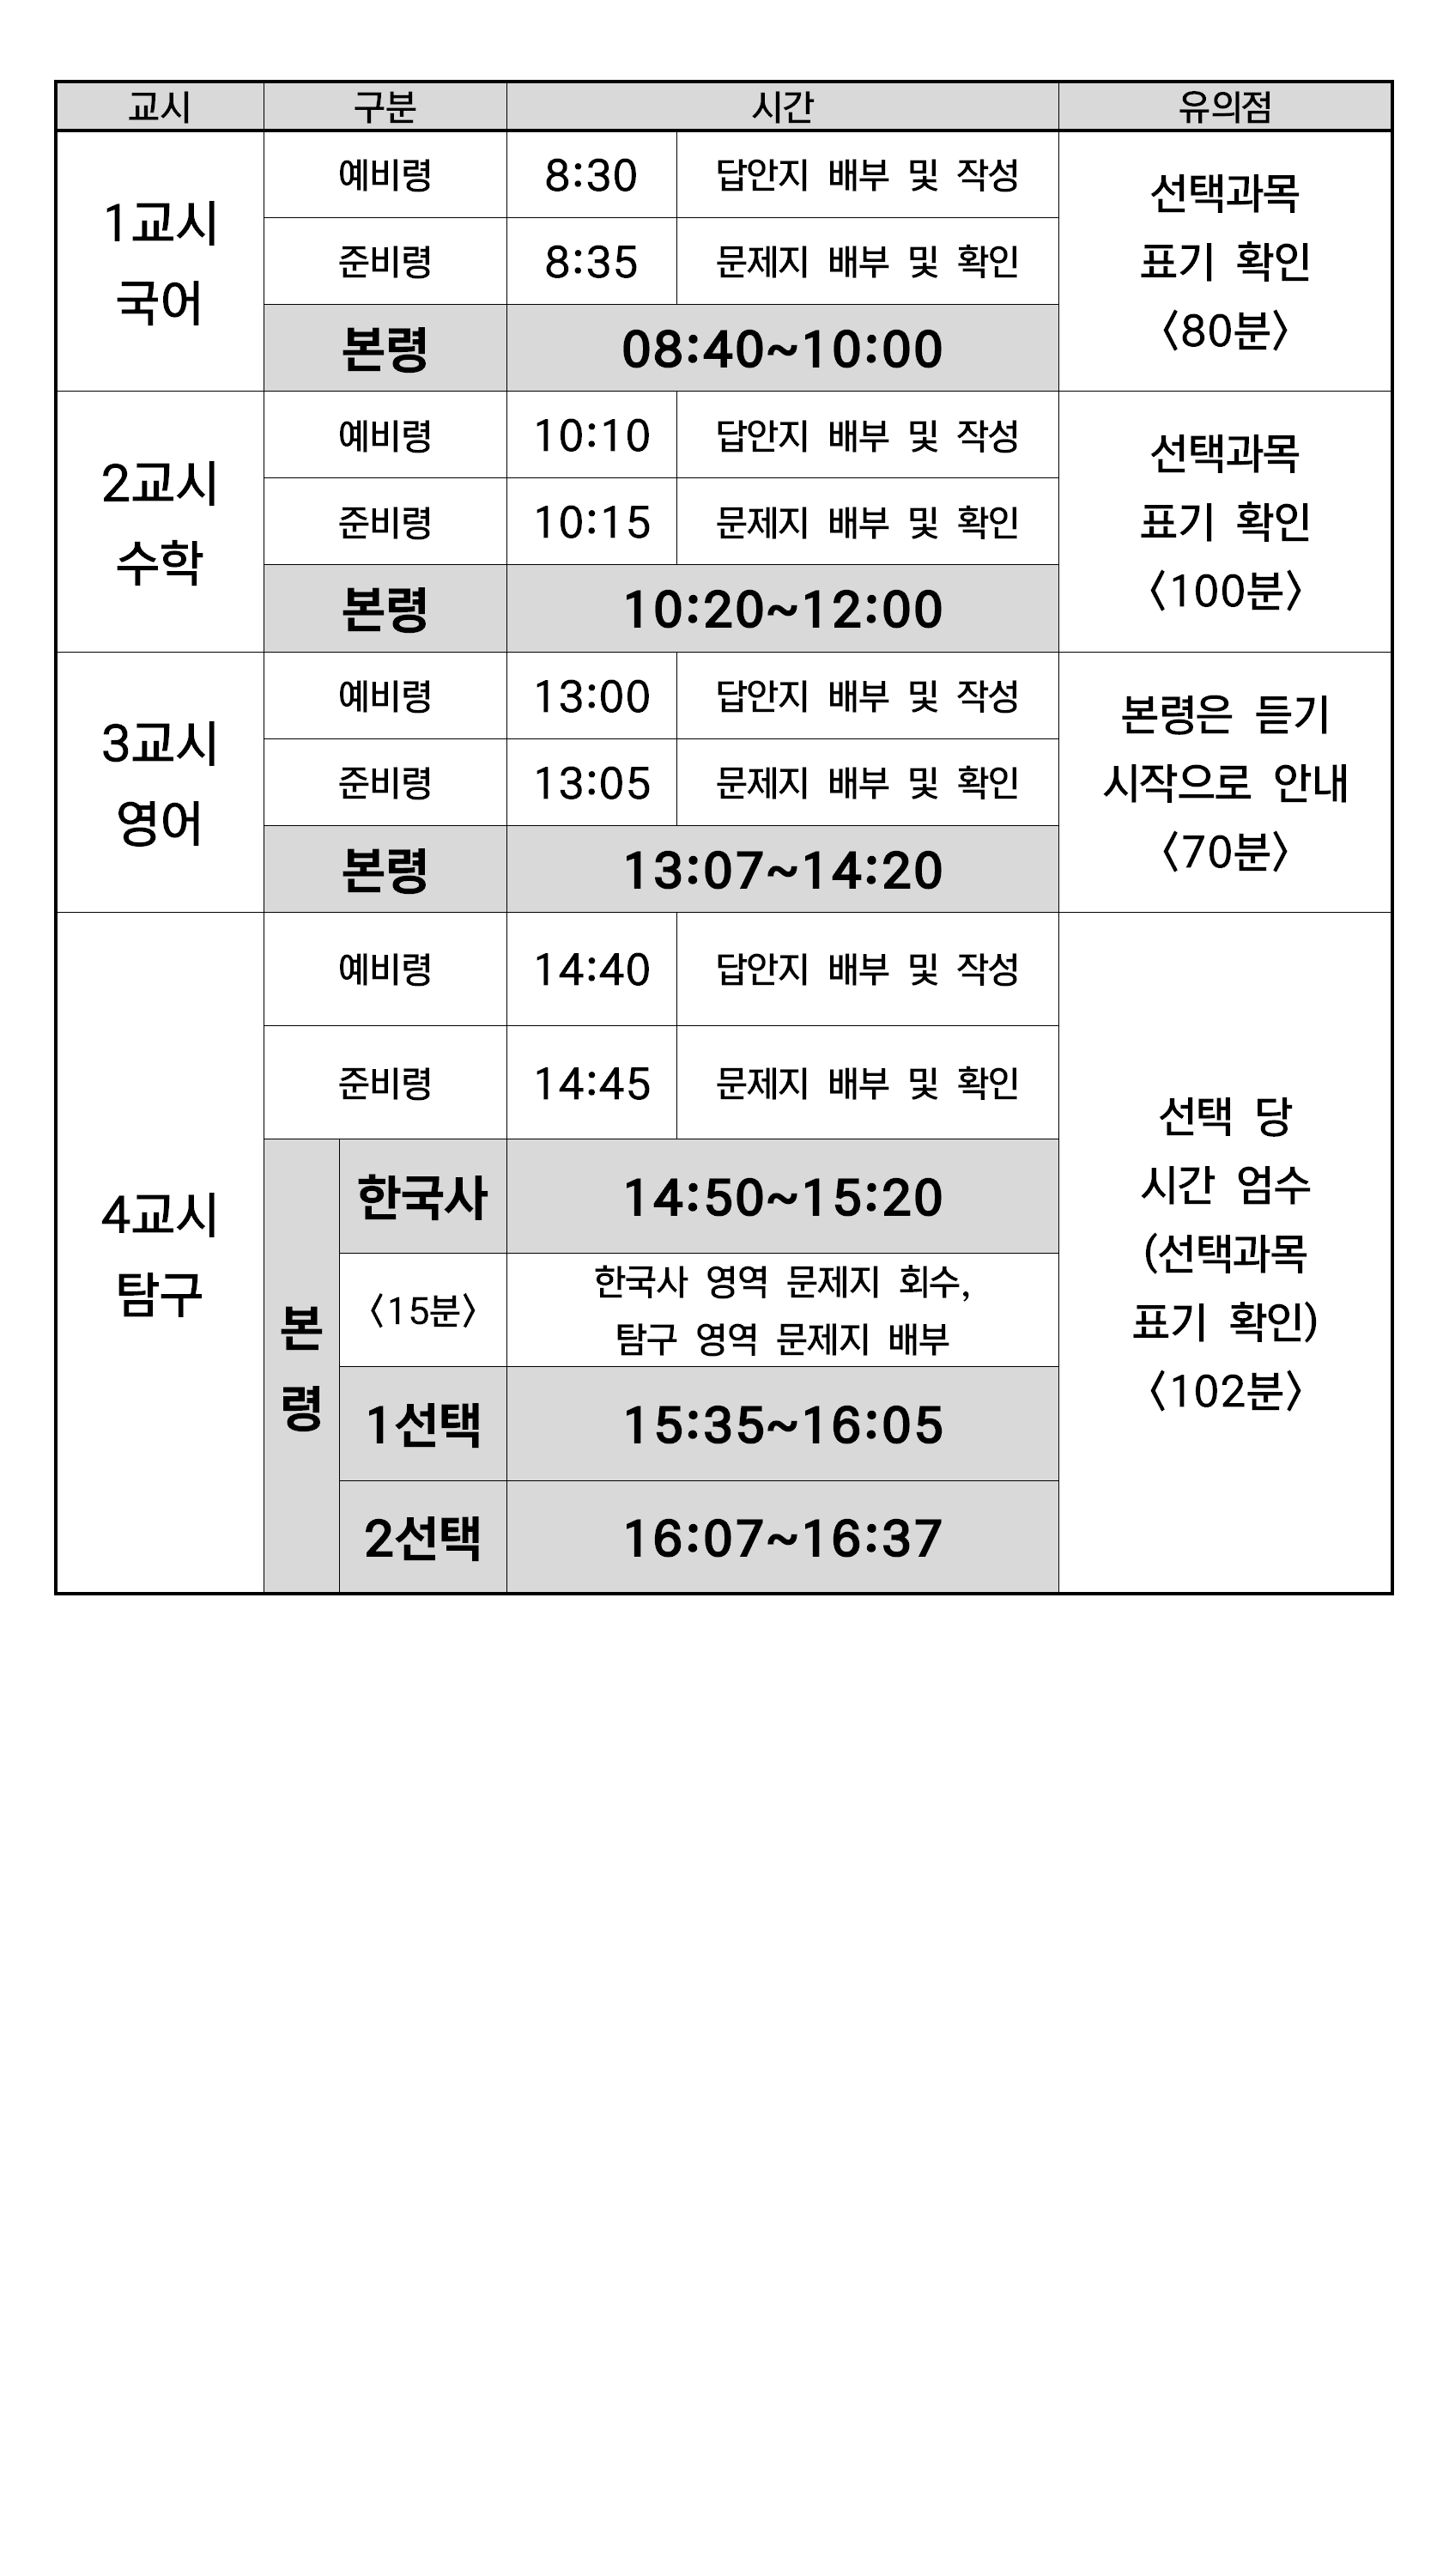 교시 구분 시간 유의점
1교시
국어
예비령 8:30 답안지 배부 및 작성
준비령 8:35 문제지 배부 및 확인
본령 08:40~10:00
선택과목
표기 확인
〈80분〉
2교시
수학
예비령 10:10 답안지 배부 및 작성
준비령 10:15 문제지 배부 및 확인
본령 10:20~12:00
선택과목
표기 확인
〈100분〉
3교시
영어
예비령 13:00 답안지 배부 및 작성
준비령 13:05 문제지 배부 및 확인
본령 13:07~14:20
본령은 듣기
시작으로 안내
〈70분〉
4교시
탐구
예비령 14:40 답안지 배부 및 작성
준비령 14:45 문제지 배부 및 확인
본
령
한국사 14:50~15:20
〈15분〉
한국사 영역 문제지 회수,
탐구 영역 문제지 배부
1선택 15:35~16:05
2선택 16:07~16:37
선택 당
시간 엄수
(선택과목
표기 확인)
〈102분〉